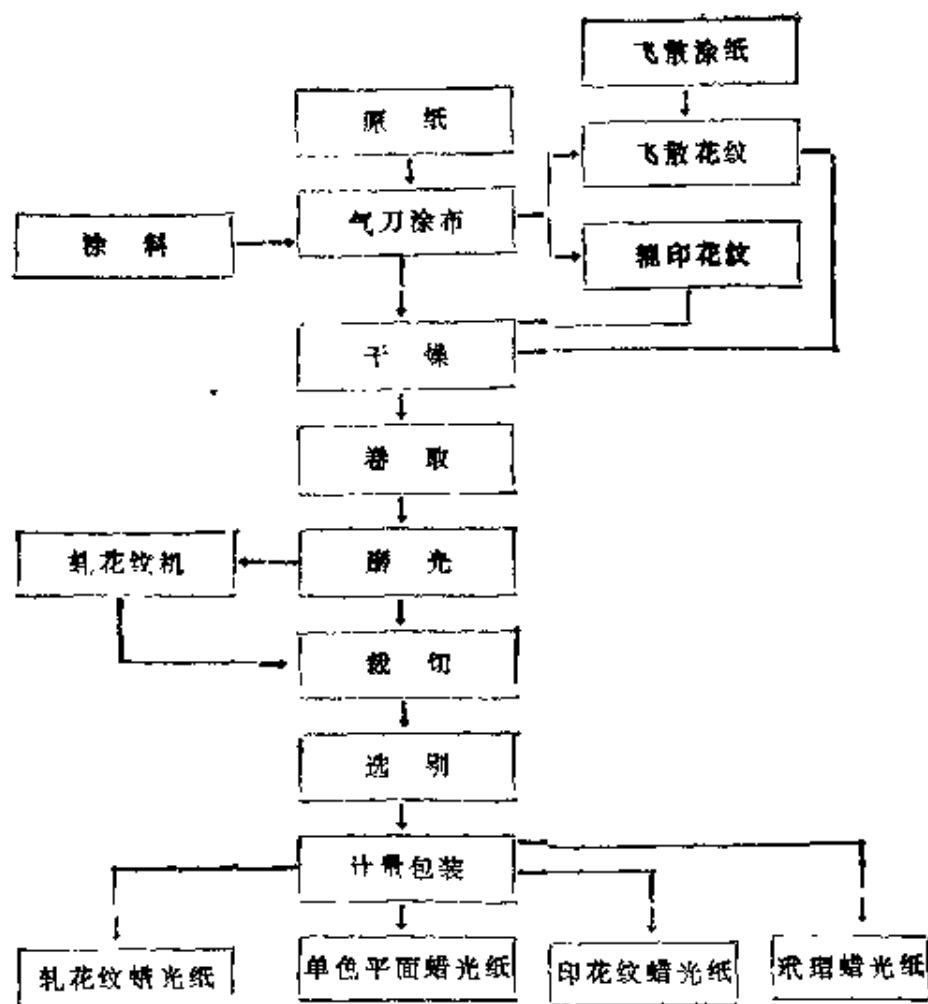 飞散涂纸
原 纸
飞散花纹
气刀涂布
涂 料
辊印花纹
干 燥
卷 取
轧花纹机
磨 光
裁 切
选 别
计量包装
轧花纹蜡光纸
单色平面蜡光纸
印花纹蜡光纸
玳瑁蜡光纸